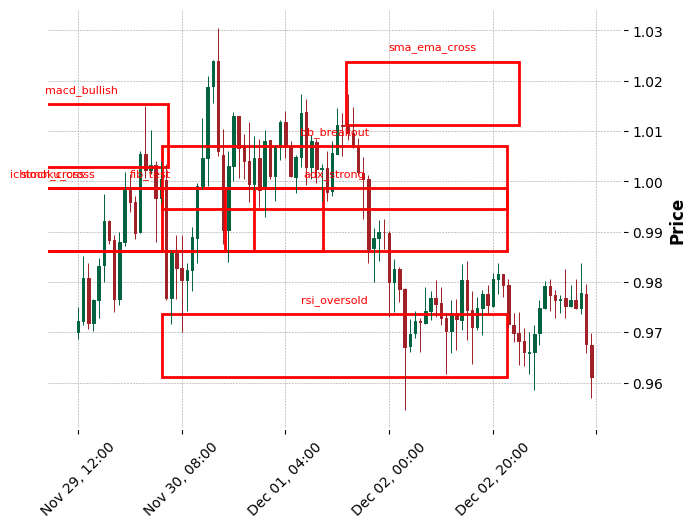 sma_ema_cross
macd_bullish
bb_breakout
fib_test
adx_strong
rsi_oversold
1.03
1.02
1.01
1.00
0.99
0.98
0.97
0.96
Price
Nov 29, 12:00
Nov 30, 08:00
Dec 01, 04:00
Dec 02, 00:00
Dec 02, 20:00